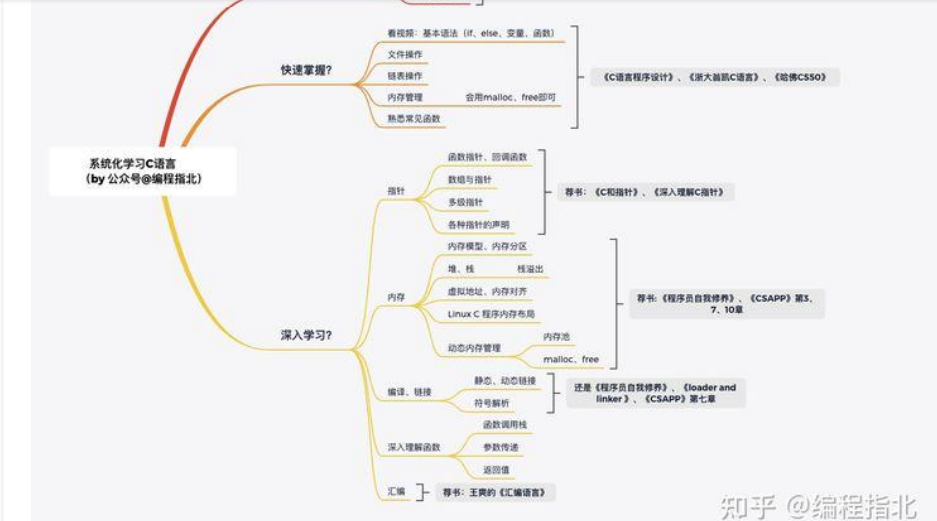 快速掌握？
看视频：基本语法（if、else、变量、函数）
文件操作
链表操作
内存管理
会用malloc、free即可
熟悉常见函数
《C语言程序设计》、《浙大翁凯C语言》、《哈佛CS50》
系统化学习C语言
（by 公众号@编程指北）
深入学习？
指针
函数指针、回调函数
数组与指针
多级指针
各种指针的声明
荐书：《C和指针》、《深入理解C指针》
内存
内存模型、内存分区
堆、栈
栈溢出
虚拟地址、内存对齐
Linux C 程序内存布局
动态内存管理
内存池
malloc、free
荐书:《程序员自我修养》、《CSAPP》第3、
7、10章
编译、链接
静态、动态链接
符号解析
还是《程序员自我修养》、《loader and
linker 》、《CSAPP》第七章
深入理解函数
函数调用栈
参数传递
返回值
汇编
荐书：王爽的《汇编语言》
知乎 @编程指北